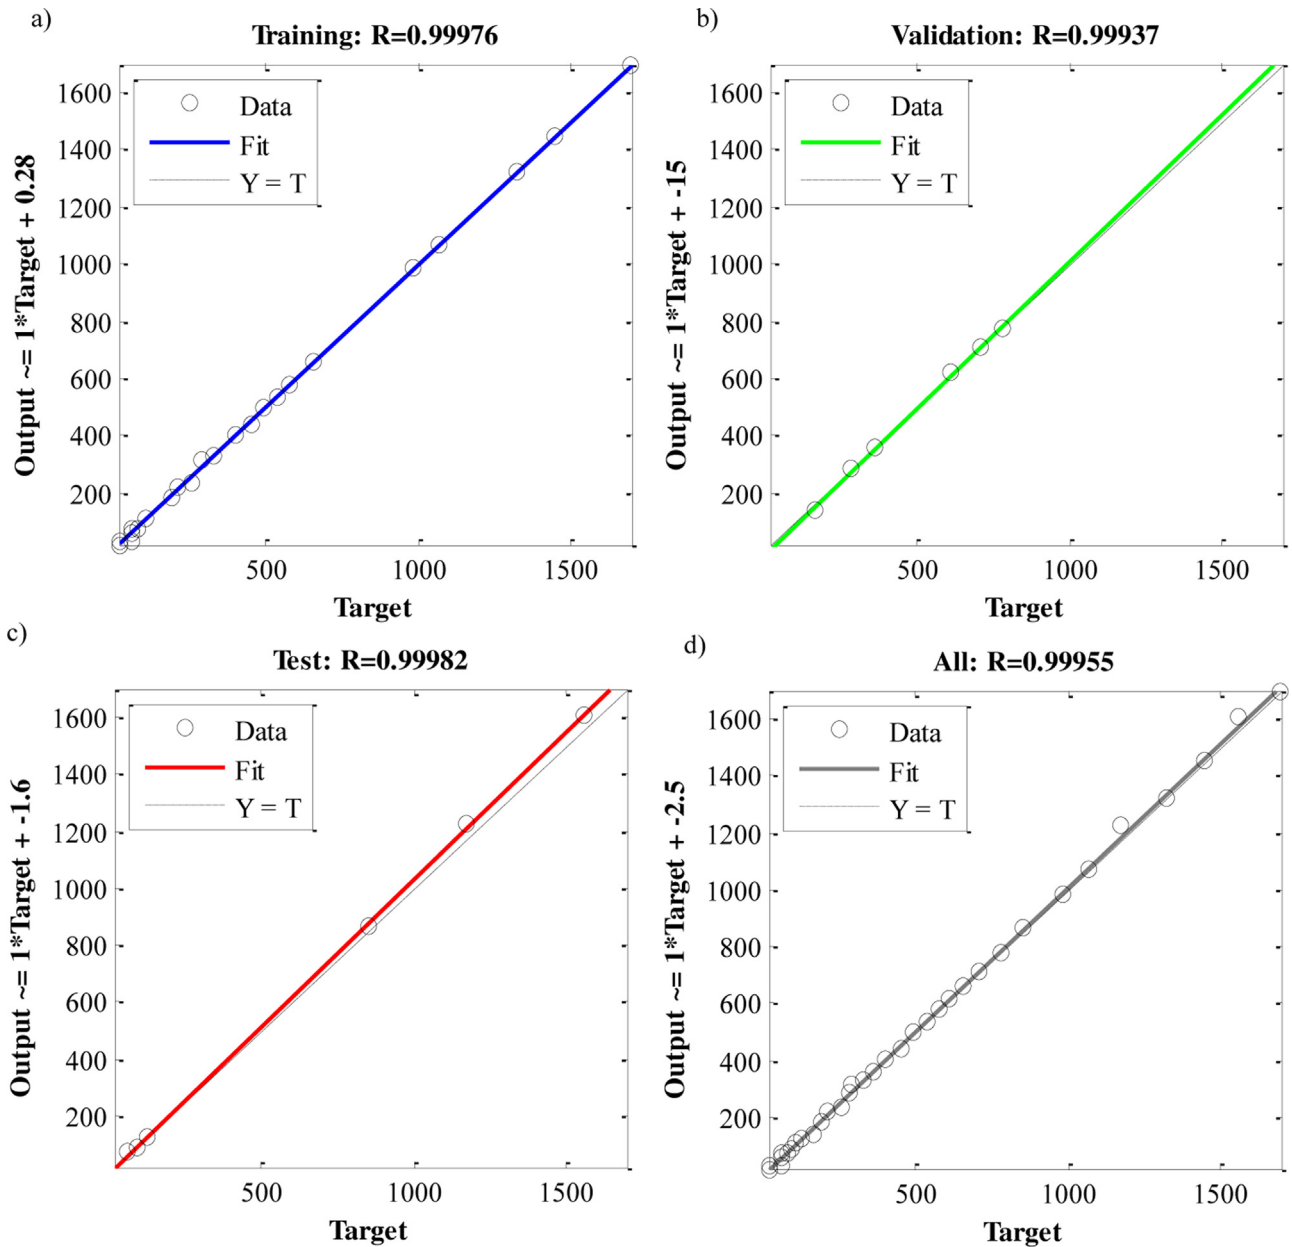 a)
Training: R=0.99976
Output ~= 1*Target + 0.28
1600
1400
1200
1000
800
600
400
200
Data
Fit
Y = T
500
1000
1500
Target
b)
Validation: R=0.99937
Output ~= 1*Target + -15
1600
1400
1200
1000
800
600
400
200
Data
Fit
Y = T
500
1000
1500
Target
c)
Test: R=0.99982
Output ~= 1*Target + -1.6
1600
1400
1200
1000
800
600
400
200
Data
Fit
Y = T
500
1000
1500
Target
d)
All: R=0.99955
Output ~= 1*Target + -2.5
1600
1400
1200
1000
800
600
400
200
Data
Fit
Y = T
500
1000
1500
Target